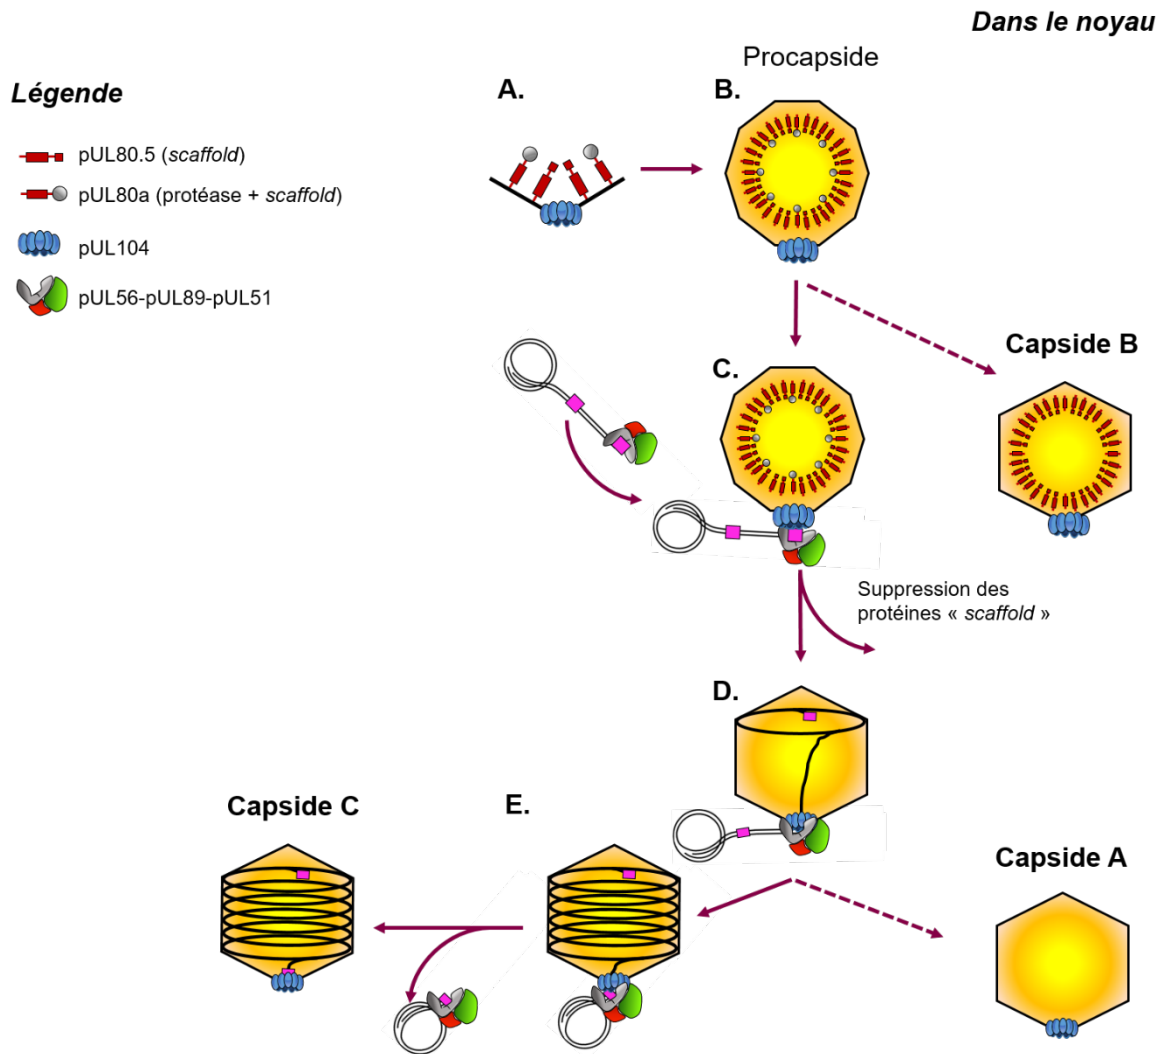 Dans le noyau
Légende
pUL80.5 (scaffold)
pUL80a (protéase + scaffold)
pUL104
pUL56-pUL89-pUL51
A.
B.
Procapside
C.
Capside B
Suppression des
protéines « scaffold »
D.
Capside C
E.
Capside A